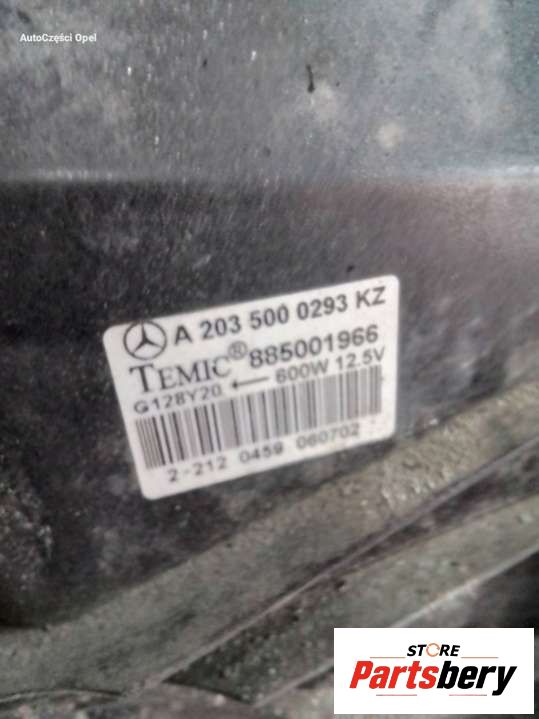 AutoCzęści Opel
A 203 500 0293 KZ
TEMIC® 885001966
G128Y20 ← 600W 12.5V
2-212 0459 060702
STORE
Partsbery